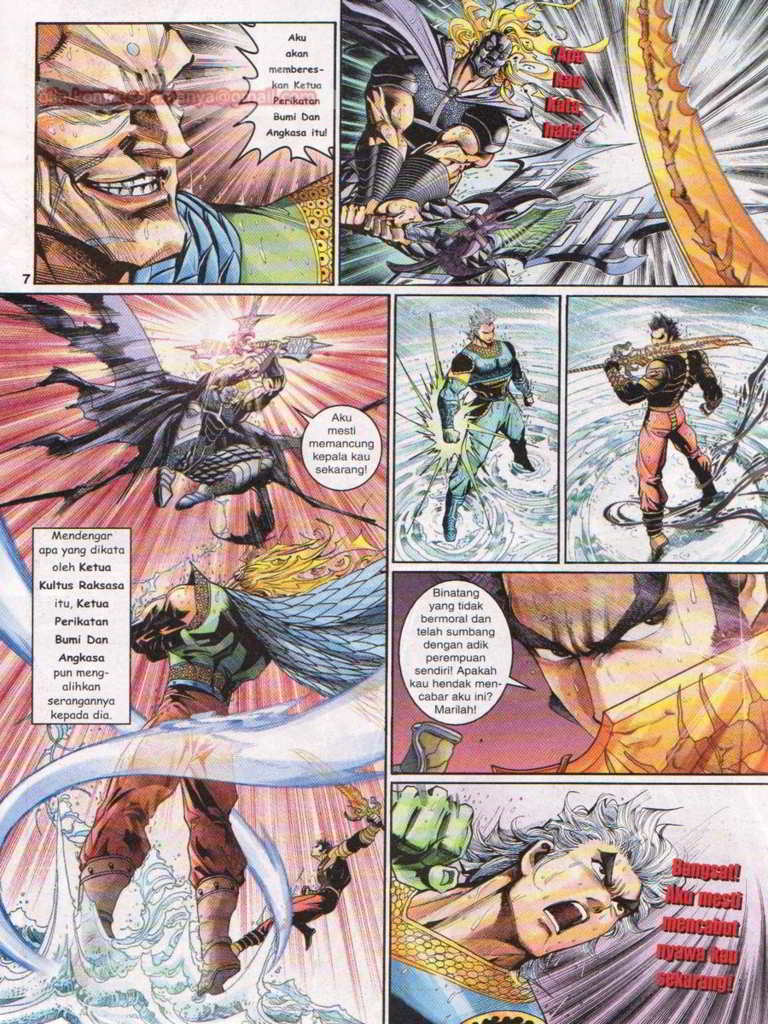 Aku
akan
memberes-
kan Ketua
Perikatan
Bumi Dan
Angkasa itu!
"Apa
kau
kata,
hah?
7
Aku
mesti
memancung
kepala kau
sekarang!
Mendengar
apa yang dikata
oleh Ketua
Kultus Raksasa
itu, Ketua
Perikatan
Bumi Dan
Angkasa
pun meng-
alihkan
serangannya
kepada dia.
Binatang
yang tidak
bermoral dan
telah sumbang
dengan adik
perempuan
sendiri! Apakah
kau hendak men-
cabar aku ini?
Marilah!
Bangsat!
Aku mesti
mencabut
nyawa kau
sekarang!